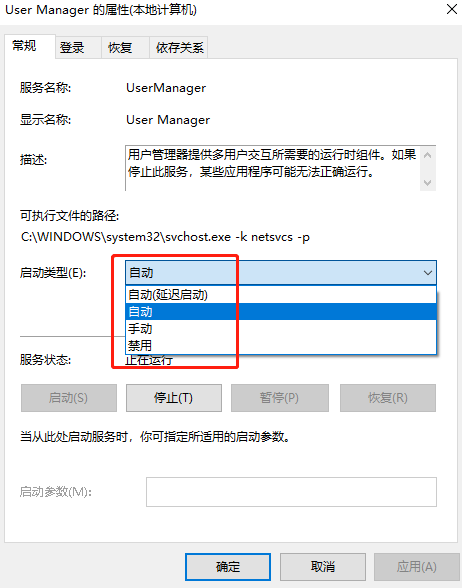 User Manager 的属性(本地计算机)
常规 登录 恢复 依存关系
服务名称: UserManager
显示名称: User Manager
描述: 用户管理器提供多用户交互所需要的运行时组件。如果
停止此服务，某些应用程序可能无法正确运行。
可执行文件的路径:
C:\WINDOWS\system32\svchost.exe -k netsvcs -p
启动类型(E): 自动
自动(延迟启动)
自动
手动
禁用
服务状态: 正在运行
启动(S) 停止(T) 暂停(P) 恢复(R)
当从此处启动服务时，你可指定所适用的启动参数。
启动参数(M):
确定 取消 应用(A)